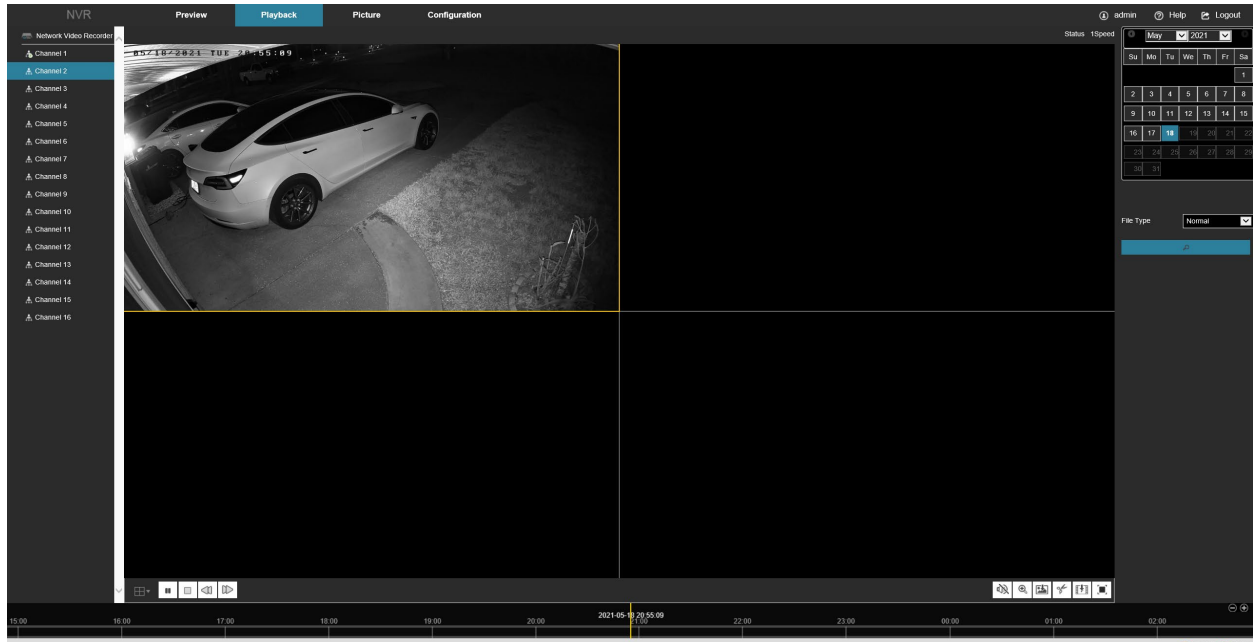 NVR
Preview
Playback
Picture
Configuration
admin
Help
Logout
Network Video Recorder
Status 1Speed
Channel 1
Channel 2
Channel 3
Channel 4
Channel 5
Channel 6
Channel 7
Channel 8
Channel 9
Channel 10
Channel 11
Channel 12
Channel 13
Channel 14
Channel 15
Channel 16
05/18/2021 TUE 20:55:09
May 2021
Su Mo Tu We Th Fr Sa
1
2 3 4 5 6 7 8
9 10 11 12 13 14 15
16 17 18 19 20 21 22
23 24 25 26 27 28 29
30 31
File Type Normal
2021-05-18 20:55:09
15:00 16:00 17:00 18:00 19:00 20:00 21:00 22:00 23:00 00:00 01:00 02:00